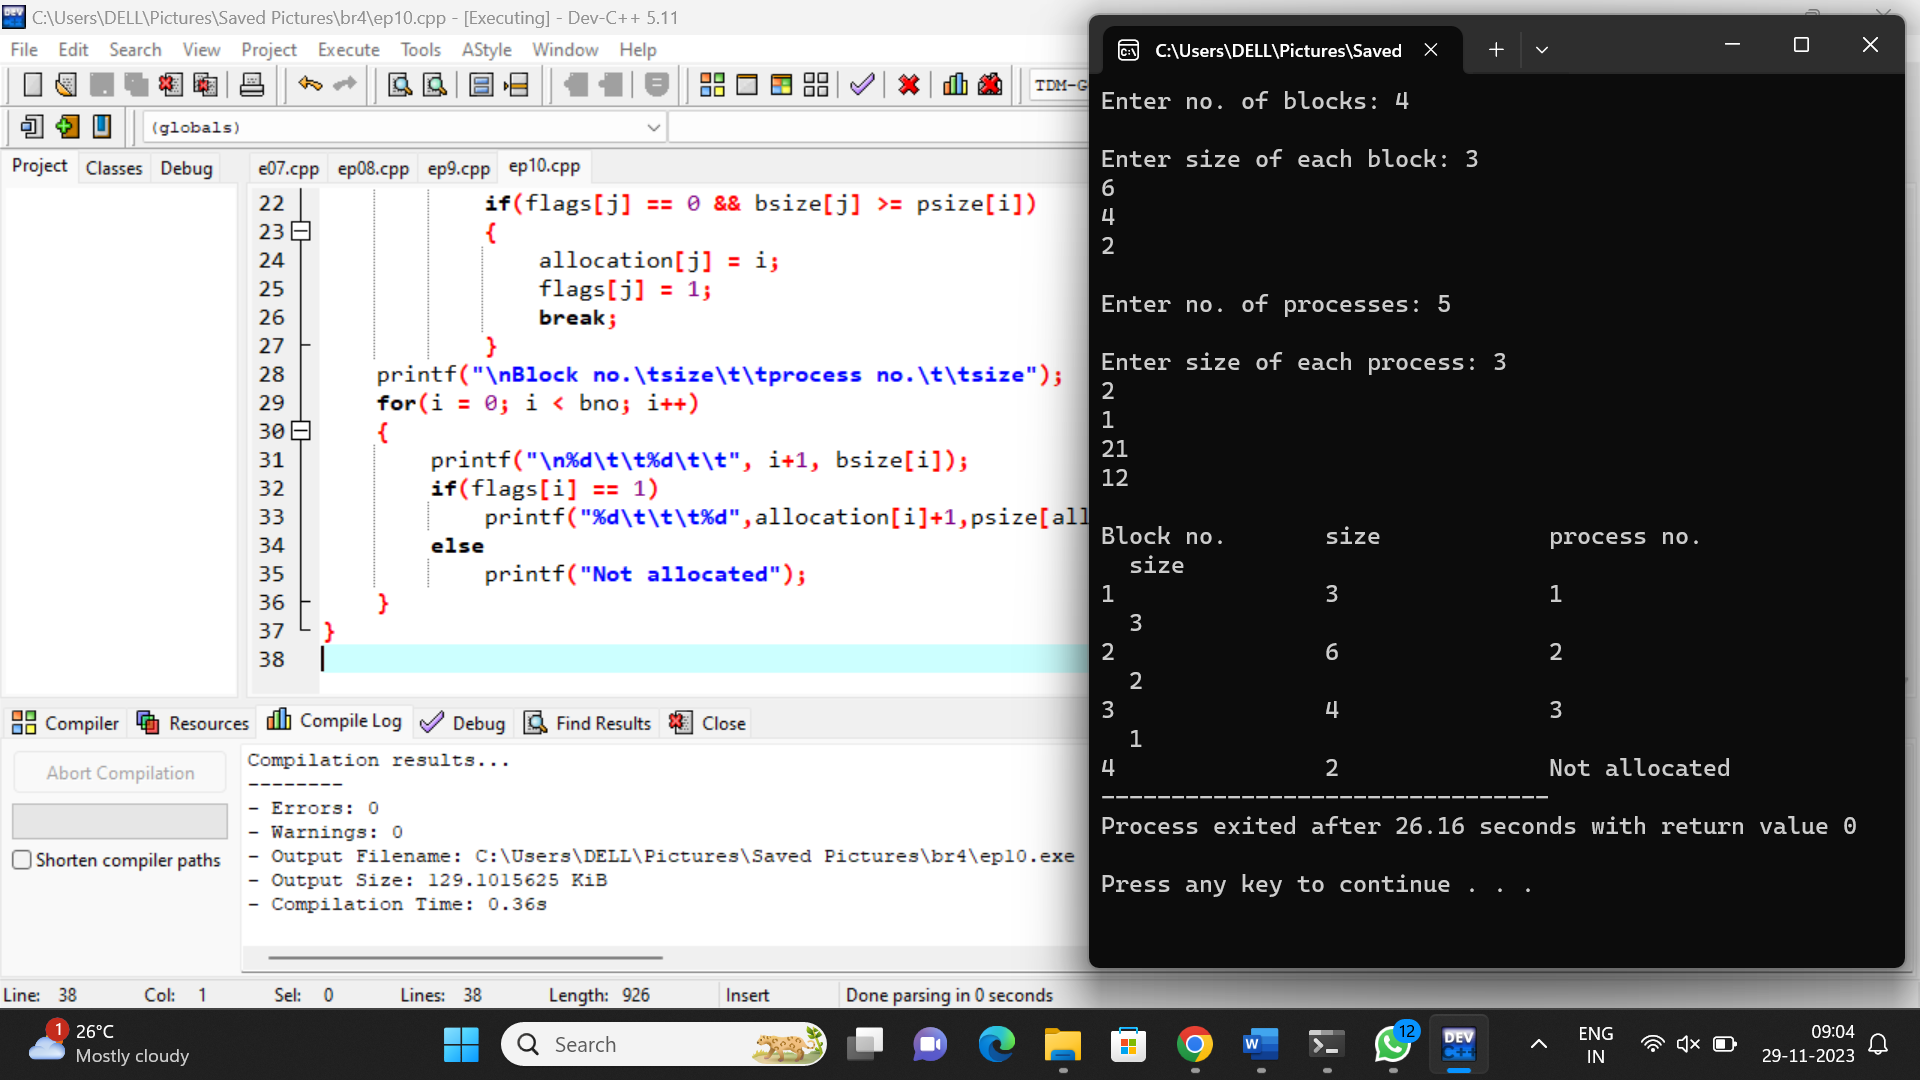 C:\Users\DELL\Pictures\Saved Pictures\br4\ep10.cpp - [Executing] - Dev-C++ 5.11
File Edit Search View Project Execute Tools AStyle Window Help
TDM-G
(globals)
Project Classes Debug
e07.cpp ep08.cpp ep9.cpp ep10.cpp
22 if(flags[j] == 0 && bsize[j] >= psize[i])
23 {
24 allocation[j] = i;
25 flags[j] = 1;
26 break;
27 }
28 printf("\nBlock no.\tsize\t\tprocess no.\t\tsize");
29 for(i = 0; i < bno; i++)
30 {
31 printf("\n%d\t\t%d\t\t", i+1, bsize[i]);
32 if(flags[i] == 1)
33 printf("%d\t\t\t%d",allocation[i]+1,psize[all
34 else
35 printf("Not allocated");
36 }
37 }
38
Compiler Resources Compile Log Debug Find Results Close
Abort Compilation
Shorten compiler paths
Compilation results...
--------
- Errors: 0
- Warnings: 0
- Output Filename: C:\Users\DELL\Pictures\Saved Pictures\br4\ep10.exe
- Output Size: 129.1015625 KiB
- Compilation Time: 0.36s
Line: 38 Col: 1 Sel: 0 Lines: 38 Length: 926 Insert Done parsing in 0 seconds
C:\Users\DELL\Pictures\Saved
Enter no. of blocks: 4
Enter size of each block: 3
6
4
2
Enter no. of processes: 5
Enter size of each process: 3
2
1
21
12
Block no. size process no.
size
1 3 1
3
2 6 2
2
3 4 3
1
4 2 Not allocated
--------------------------------
Process exited after 26.16 seconds with return value 0
Press any key to continue . . .
1
26°C
Mostly cloudy
Search
12
DEV
C++
ENG
IN
09:04
29-11-2023